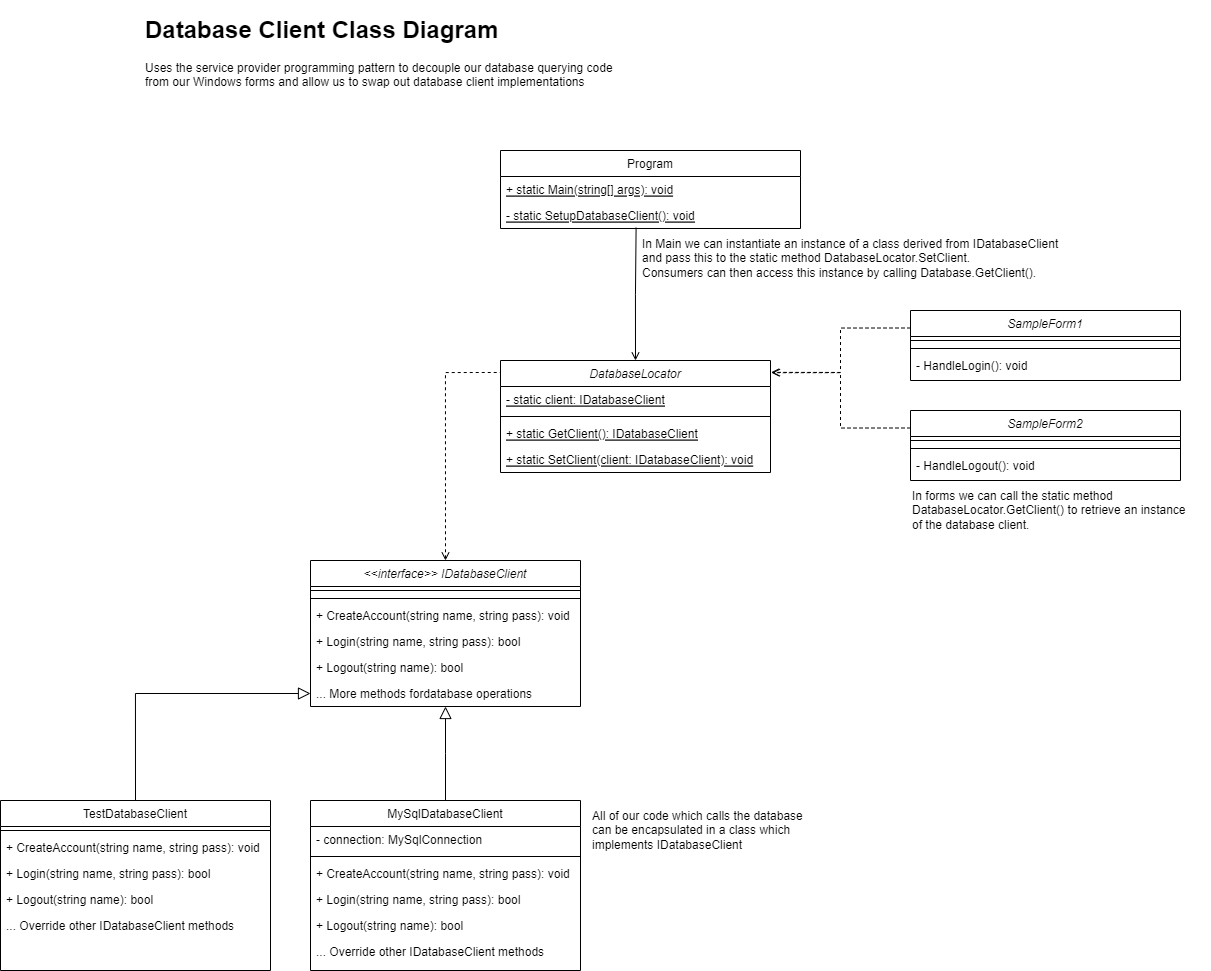 Database Client Class Diagram
Uses the service provider programming pattern to decouple our database querying code
from our Windows forms and allow us to swap out database client implementations
Program
+ static Main(string[] args): void
- static SetupDatabaseClient(): void
In Main we can instantiate an instance of a class derived from IDatabaseClient
and pass this to the static method DatabaseLocator.SetClient.
Consumers can then access this instance by calling Database.GetClient().
SampleForm1
- HandleLogin(): void
DatabaseLocator
- static client: IDatabaseClient
+ static GetClient(): IDatabaseClient
+ static SetClient(client: IDatabaseClient): void
SampleForm2
- HandleLogout(): void
In forms we can call the static method
DatabaseLocator.GetClient() to retrieve an instance
of the database client.
<<interface>> IDatabaseClient
+ CreateAccount(string name, string pass): void
+ Login(string name, string pass): bool
+ Logout(string name): bool
... More methods fordatabase operations
TestDatabaseClient
+ CreateAccount(string name, string pass): void
+ Login(string name, string pass): bool
+ Logout(string name): bool
... Override other IDatabaseClient methods
MySqlDatabaseClient
- connection: MySqlConnection
+ CreateAccount(string name, string pass): void
+ Login(string name, string pass): bool
+ Logout(string name): bool
... Override other IDatabaseClient methods
All of our code which calls the database
can be encapsulated in a class which
implements IDatabaseClient